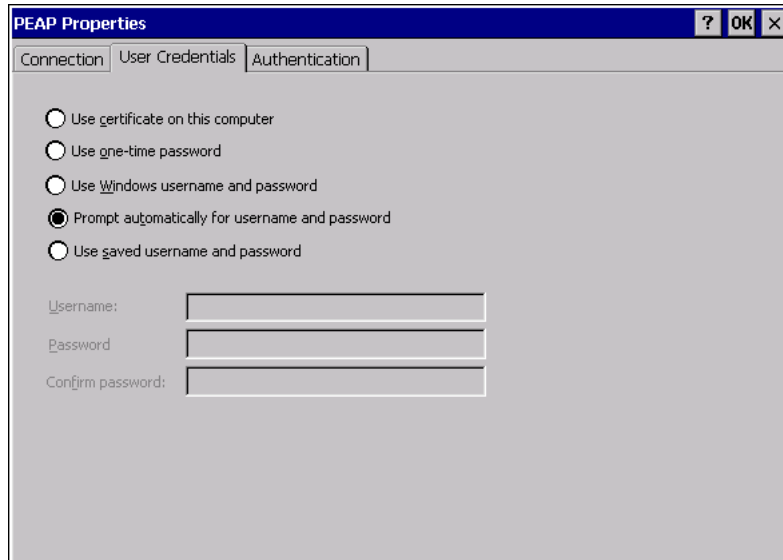 PEAP Properties ? OK ×
Connection User Credentials Authentication
Use certificate on this computer
Use one-time password
Use Windows username and password
Prompt automatically for username and password
Use saved username and password
Username:
Password
Confirm password: